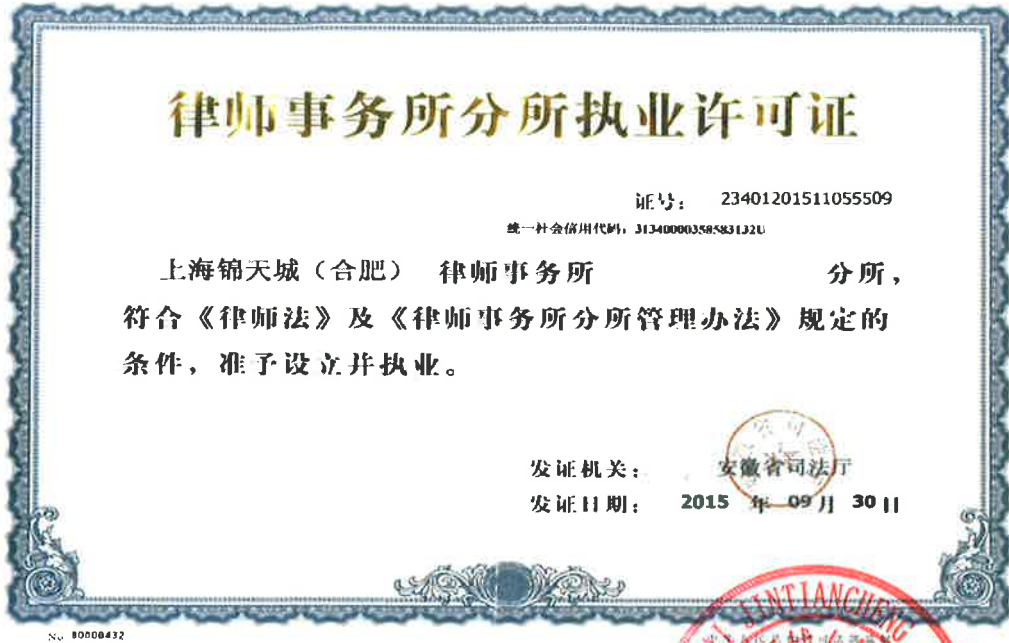 律师事务所分所执业许可证
证号: 23401201511055509
统一社会信用代码: 31340000358583132U
上海锦天城(合肥) 律师事务所 分所,
符合《律师法》及《律师事务所分所管理办法》规定的
条件, 准予设立并执业。
发证机关: 安徽省司法厅
发证日期: 2015 年 09 月 30 日
No. 80000432
JINTIANCHENG